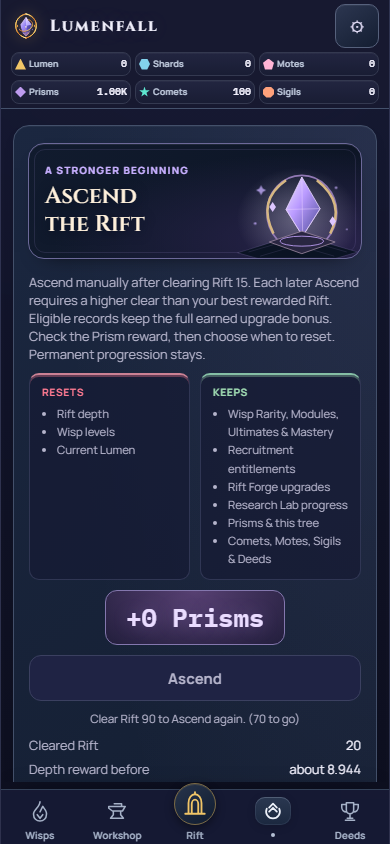 Lumenfall
Lumen 0 Shards 0 Motes 0
Prisms 1.00K Comets 100 Sigils 0
A STRONGER BEGINNING
Ascend
the Rift
Ascend manually after clearing Rift 15. Each later Ascend
requires a higher clear than your best rewarded Rift.
Eligible records keep the full earned upgrade bonus.
Check the Prism reward, then choose when to reset.
Permanent progression stays.
RESETS
• Rift depth
• Wisp levels
• Current Lumen
KEEPS
• Wisp Rarity, Modules,
Ultimates & Mastery
• Recruitment
entitlements
• Rift Forge upgrades
• Research Lab progress
• Prisms & this tree
• Comets, Motes, Sigils
& Deeds
+0 Prisms
Ascend
Clear Rift 90 to Ascend again. (70 to go)
Cleared Rift 20
Depth reward before about 8.944
Wisps Workshop Rift • Deeds